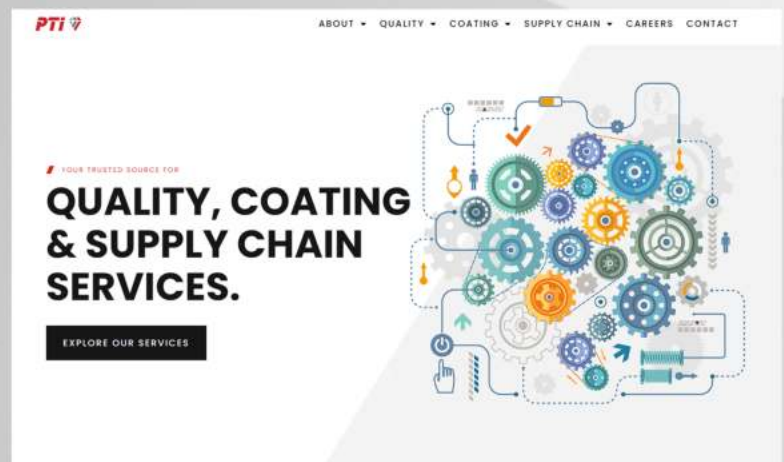 PTi
ABOUT QUALITY COATING SUPPLY CHAIN CAREERS CONTACT
YOUR TRUSTED SOURCE FOR
QUALITY, COATING
& SUPPLY CHAIN
SERVICES.
EXPLORE OUR SERVICES